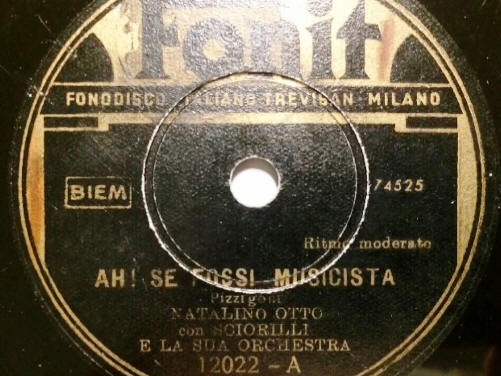 Fonit
FONODISCO ITALIANO TREVISAN MILANO
BIEM
74525
Ritmo moderato
AH! SE FOSSI MUSICISTA
Pizzigoni
NATALINO OTTO
con SCIORILLI
E LA SUA ORCHESTRA
12022 - A